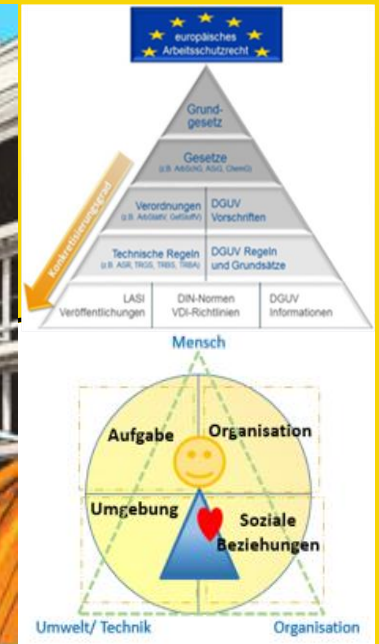 europäisches
Arbeitsschutzrecht
Grund-
gesetz
Gesetze
(z.B. ArbSchG, ASiG, ChemG)
Konkretisierungsgrad
Verordnungen
(z.B. ArbStättV, GefStoffV)
DGUV
Vorschriften
Technische Regeln
(z.B. ASR, TRGS, TRBS, TRBA)
DGUV Regeln
und Grundsätze
LASI
Veröffentlichungen
DIN-Normen
VDI-Richtlinien
DGUV
Informationen
Mensch
Aufgabe
Organisation
Umgebung
Soziale
Beziehungen
Umwelt/ Technik
Organisation